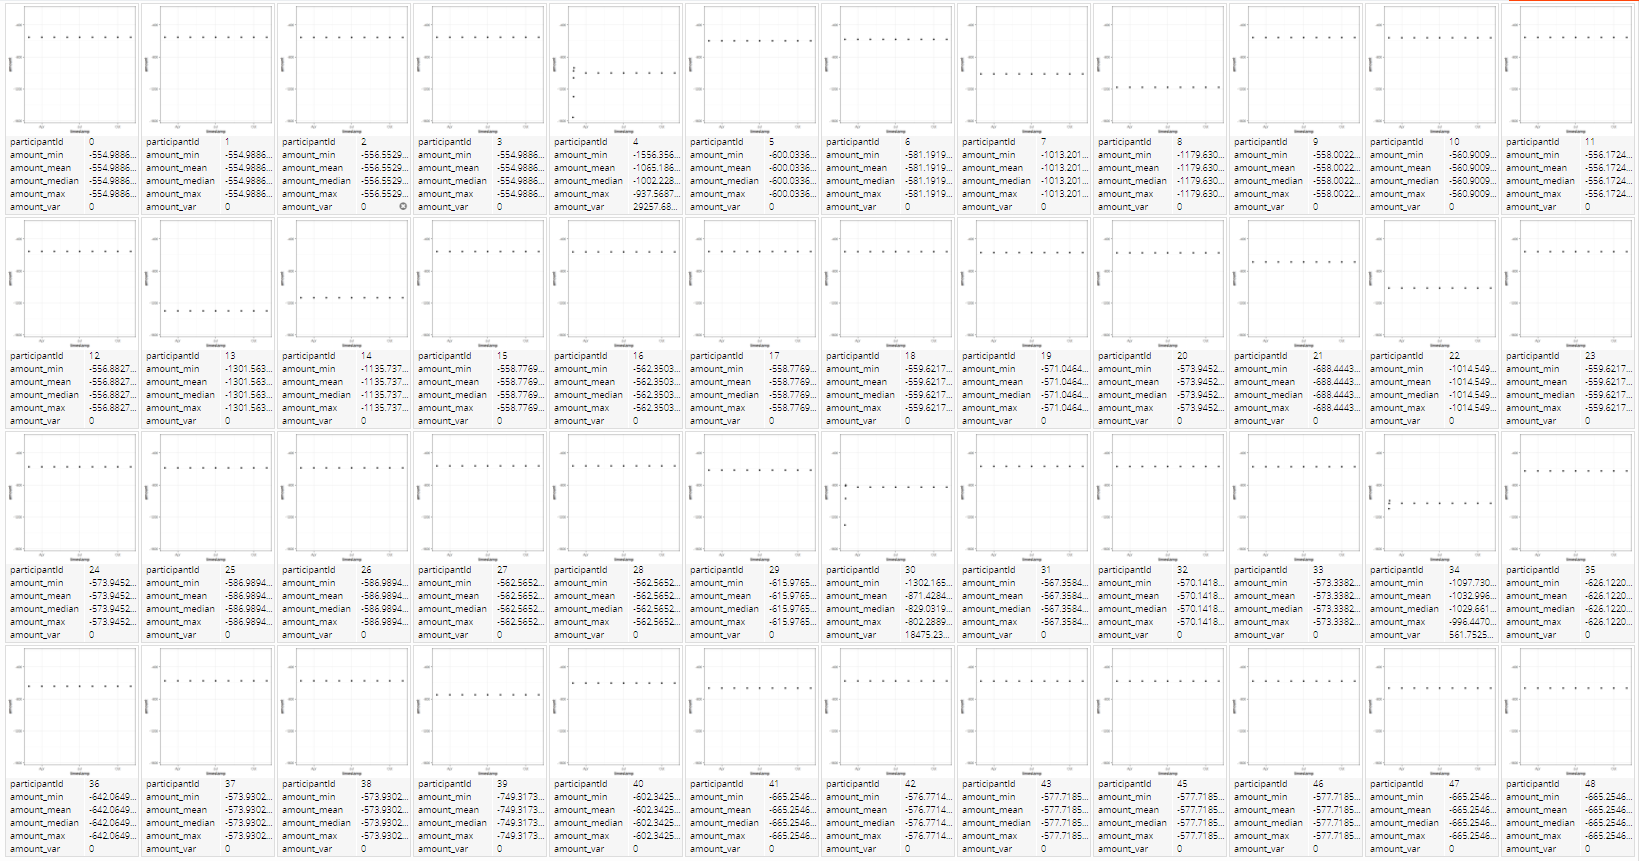 participantId 0
amount_min -554.9886...
amount_mean -554.9886...
amount_median -554.9886...
amount_max -554.9886...
amount_var 0
participantId 1
amount_min -554.9886...
amount_mean -554.9886...
amount_median -554.9886...
amount_max -554.9886...
amount_var 0
participantId 2
amount_min -556.5529...
amount_mean -556.5529...
amount_median -556.5529...
amount_max -556.5529...
amount_var 0
participantId 3
amount_min -554.9886...
amount_mean -554.9886...
amount_median -554.9886...
amount_max -554.9886...
amount_var 0
participantId 4
amount_min -1556.356...
amount_mean -1065.186...
amount_median -1002.228...
amount_max -937.5687...
amount_var 29257.68...
participantId 5
amount_min -600.0336...
amount_mean -600.0336...
amount_median -600.0336...
amount_max -600.0336...
amount_var 0
participantId 6
amount_min -581.1919...
amount_mean -581.1919...
amount_median -581.1919...
amount_max -581.1919...
amount_var 0
participantId 7
amount_min -1013.201...
amount_mean -1013.201...
amount_median -1013.201...
amount_max -1013.201...
amount_var 0
participantId 8
amount_min -1179.630...
amount_mean -1179.630...
amount_median -1179.630...
amount_max -1179.630...
amount_var 0
participantId 9
amount_min -558.0022...
amount_mean -558.0022...
amount_median -558.0022...
amount_max -558.0022...
amount_var 0
participantId 10
amount_min -560.9009...
amount_mean -560.9009...
amount_median -560.9009...
amount_max -560.9009...
amount_var 0
participantId 11
amount_min -556.1724...
amount_mean -556.1724...
amount_median -556.1724...
amount_max -556.1724...
amount_var 0
participantId 12
amount_min -556.8827...
amount_mean -556.8827...
amount_median -556.8827...
amount_max -556.8827...
amount_var 0
participantId 13
amount_min -1301.563...
amount_mean -1301.563...
amount_median -1301.563...
amount_max -1301.563...
amount_var 0
participantId 14
amount_min -1135.737...
amount_mean -1135.737...
amount_median -1135.737...
amount_max -1135.737...
amount_var 0
participantId 15
amount_min -558.7769...
amount_mean -558.7769...
amount_median -558.7769...
amount_max -558.7769...
amount_var 0
participantId 16
amount_min -562.3503...
amount_mean -562.3503...
amount_median -562.3503...
amount_max -562.3503...
amount_var 0
participantId 17
amount_min -558.7769...
amount_mean -558.7769...
amount_median -558.7769...
amount_max -558.7769...
amount_var 0
participantId 18
amount_min -559.6217...
amount_mean -559.6217...
amount_median -559.6217...
amount_max -559.6217...
amount_var 0
participantId 19
amount_min -571.0464...
amount_mean -571.0464...
amount_median -571.0464...
amount_max -571.0464...
amount_var 0
participantId 20
amount_min -573.9452...
amount_mean -573.9452...
amount_median -573.9452...
amount_max -573.9452...
amount_var 0
participantId 21
amount_min -688.4443...
amount_mean -688.4443...
amount_median -688.4443...
amount_max -688.4443...
amount_var 0
participantId 22
amount_min -1014.549...
amount_mean -1014.549...
amount_median -1014.549...
amount_max -1014.549...
amount_var 0
participantId 23
amount_min -559.6217...
amount_mean -559.6217...
amount_median -559.6217...
amount_max -559.6217...
amount_var 0
participantId 24
amount_min -573.9452...
amount_mean -573.9452...
amount_median -573.9452...
amount_max -573.9452...
amount_var 0
participantId 25
amount_min -586.9894...
amount_mean -586.9894...
amount_median -586.9894...
amount_max -586.9894...
amount_var 0
participantId 26
amount_min -586.9894...
amount_mean -586.9894...
amount_median -586.9894...
amount_max -586.9894...
amount_var 0
participantId 27
amount_min -562.5652...
amount_mean -562.5652...
amount_median -562.5652...
amount_max -562.5652...
amount_var 0
participantId 28
amount_min -562.5652...
amount_mean -562.5652...
amount_median -562.5652...
amount_max -562.5652...
amount_var 0
participantId 29
amount_min -615.9765...
amount_mean -615.9765...
amount_median -615.9765...
amount_max -615.9765...
amount_var 0
participantId 30
amount_min -1302.165...
amount_mean -871.4284...
amount_median -829.0319...
amount_max -802.2889...
amount_var 18475.23...
participantId 31
amount_min -567.3584...
amount_mean -567.3584...
amount_median -567.3584...
amount_max -567.3584...
amount_var 0
participantId 32
amount_min -570.1418...
amount_mean -570.1418...
amount_median -570.1418...
amount_max -570.1418...
amount_var 0
participantId 33
amount_min -573.3382...
amount_mean -573.3382...
amount_median -573.3382...
amount_max -573.3382...
amount_var 0
participantId 34
amount_min -1097.730...
amount_mean -1032.996...
amount_median -1029.661...
amount_max -996.4470...
amount_var 561.7525...
participantId 35
amount_min -626.1220...
amount_mean -626.1220...
amount_median -626.1220...
amount_max -626.1220...
amount_var 0
participantId 36
amount_min -642.0649...
amount_mean -642.0649...
amount_median -642.0649...
amount_max -642.0649...
amount_var 0
participantId 37
amount_min -573.9302...
amount_mean -573.9302...
amount_median -573.9302...
amount_max -573.9302...
amount_var 0
participantId 38
amount_min -573.9302...
amount_mean -573.9302...
amount_median -573.9302...
amount_max -573.9302...
amount_var 0
participantId 39
amount_min -749.3173...
amount_mean -749.3173...
amount_median -749.3173...
amount_max -749.3173...
amount_var 0
participantId 40
amount_min -602.3425...
amount_mean -602.3425...
amount_median -602.3425...
amount_max -602.3425...
amount_var 0
participantId 41
amount_min -665.2546...
amount_mean -665.2546...
amount_median -665.2546...
amount_max -665.2546...
amount_var 0
participantId 42
amount_min -576.7714...
amount_mean -576.7714...
amount_median -576.7714...
amount_max -576.7714...
amount_var 0
participantId 43
amount_min -577.7185...
amount_mean -577.7185...
amount_median -577.7185...
amount_max -577.7185...
amount_var 0
participantId 45
amount_min -577.7185...
amount_mean -577.7185...
amount_median -577.7185...
amount_max -577.7185...
amount_var 0
participantId 46
amount_min -577.7185...
amount_mean -577.7185...
amount_median -577.7185...
amount_max -577.7185...
amount_var 0
participantId 47
amount_min -665.2546...
amount_mean -665.2546...
amount_median -665.2546...
amount_max -665.2546...
amount_var 0
participantId 48
amount_min -665.2546...
amount_mean -665.2546...
amount_median -665.2546...
amount_max -665.2546...
amount_var 0